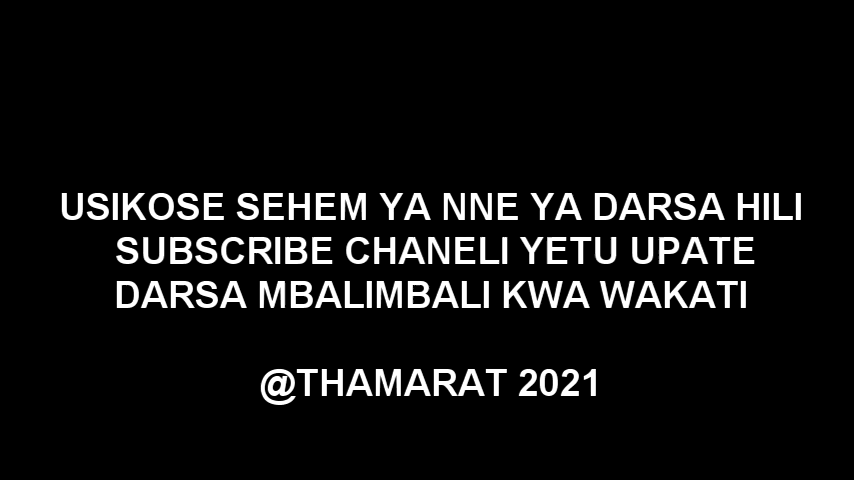 USIKOSE SEHEM YA NNE YA DARSA HILI
SUBSCRIBE CHANELI YETU UPATE
DARSA MBALIMBALI KWA WAKATI
@THAMARAT 2021